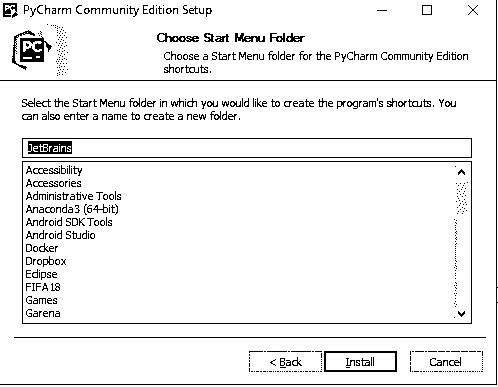 PyCharm Community Edition Setup
PC
Choose Start Menu Folder
Choose a Start Menu folder for the PyCharm Community Edition
shortcuts.
Select the Start Menu folder in which you would like to create the program's shortcuts. You
can also enter a name to create a new folder.
JetBrains
Accessibility
Accessories
Administrative Tools
Anaconda3 (64-bit)
Android SDK Tools
Android Studio
Docker
Dropbox
Eclipse
FIFA 18
Games
Garena
< Back Install Cancel